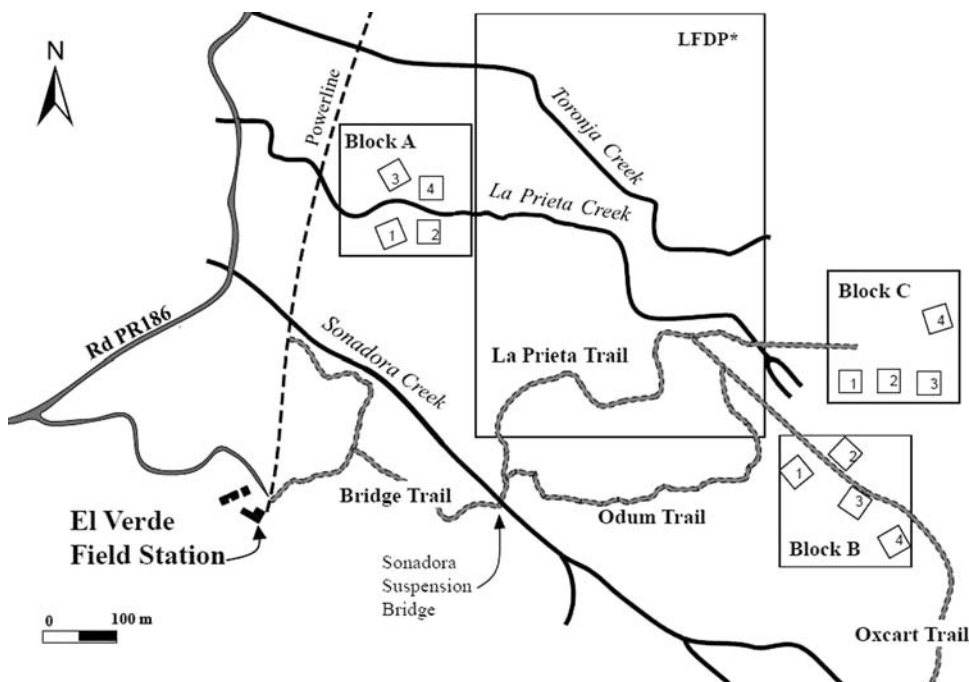 N
LFDP*
Powerline
Toronja Creek
Block A
3
4
1
2
La Prieta Creek
Block C
4
1
2
3
Rd PR186
Sonadora Creek
La Prieta Trail
Block B
2
1
3
4
Bridge Trail
Odum Trail
El Verde
Field Station
Sonadora
Suspension
Bridge
0 100 m
Oxcart Trail